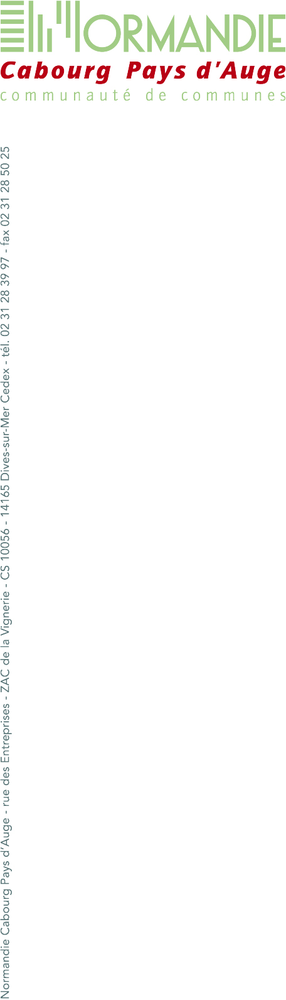 NORMANDIE
Cabourg Pays d'Auge
communauté de communes
Normandie Cabourg Pays d'Auge - rue des Entreprises - ZAC de la Vignerie - CS 10056 - 14165 Dives-sur-Mer Cedex - tél. 02 31 28 39 97 - fax 02 31 28 50 25